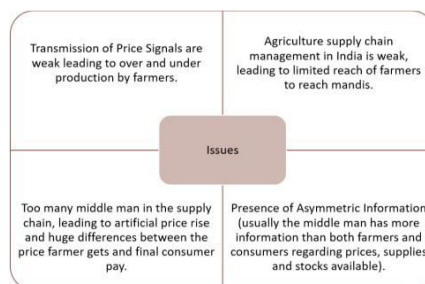 Transmission of Price Signals are
weak leading to over and under
production by farmers.
Agriculture supply chain
management in India is weak,
leading to limited reach of farmers
to reach mandis.
Issues
Too many middle man in the supply
chain, leading to artificial price rise
and huge differences between the
price farmer gets and final consumer
pay.
Presence of Asymmetric Information
(usually the middle man has more
information than both farmers and
consumers regarding prices, supplies
and stocks available).